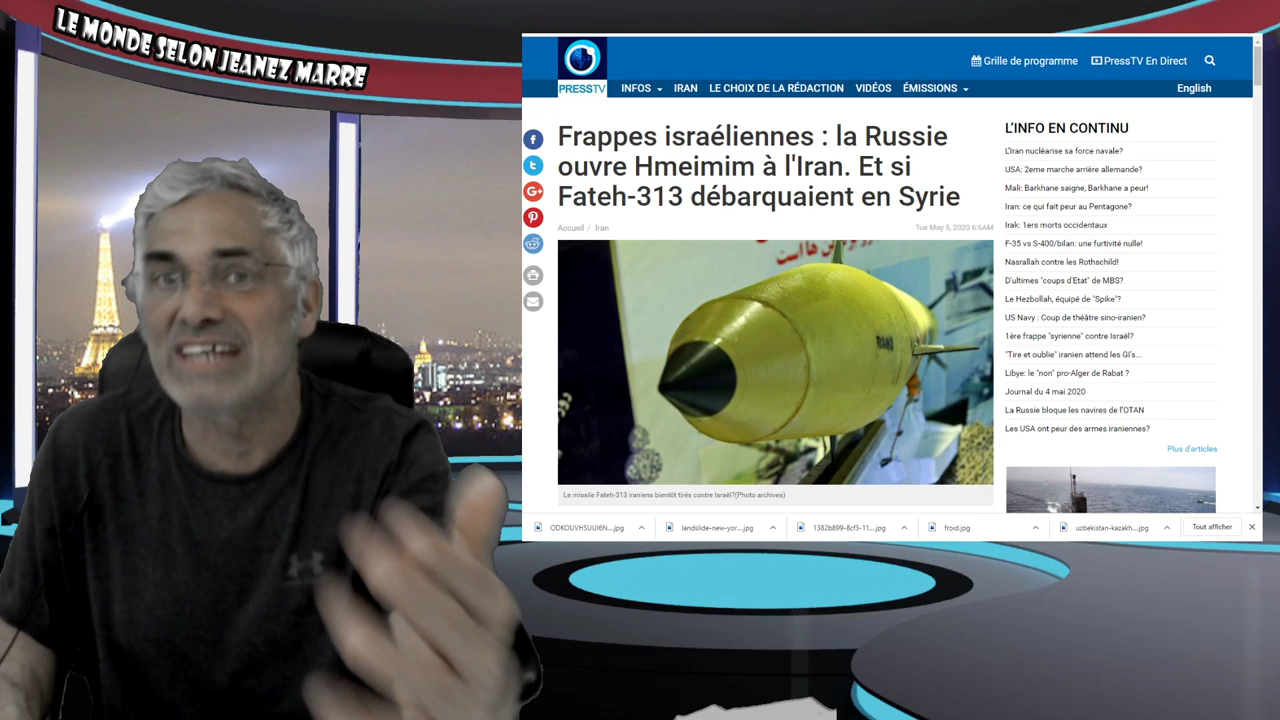 LE MONDE SELON JEANEZ MARRE
PRESSTV
Grille de programme
PressTV En Direct
INFOS
IRAN
LE CHOIX DE LA RÉDACTION
VIDÉOS
ÉMISSIONS
English
Frappes israéliennes : la Russie
ouvre Hmeimim à l'Iran. Et si
Fateh-313 débarquaient en Syrie
Accueil / Iran
Tue May 5, 2020 6:6AM
Le missile Fateh-313 iraniens bientôt tirés contre Israël?(Photo archives)
L'INFO EN CONTINU
L'Iran nucléarise sa force navale?
USA: 2eme marche arrière allemande?
Mali: Barkhane saigne, Barkhane a peur!
Iran: ce qui fait peur au Pentagone?
Irak: 1ers morts occidentaux
F-35 vs S-400/bilan: une furtivité nulle!
Nasrallah contre les Rothschild!
D'ultimes "coups d'Etat" de MBS?
Le Hezbollah, équipé de "Spike"?
US Navy : Coup de théâtre sino-iranien?
1ère frappe "syrienne" contre Israël?
"Tire et oublie" iranien attend les GI's...
Libye: le "non" pro-Alger de Rabat ?
Journal du 4 mai 2020
La Russie bloque les navires de l'OTAN
Les USA ont peur des armes iraniennes?
Plus d'articles
ODKOUVH5UUI6N....jpg
landslide-new-yor....jpg
1382b899-8cf3-11....jpg
froid.jpg
uzbekistan-kazakh....jpg
Tout afficher